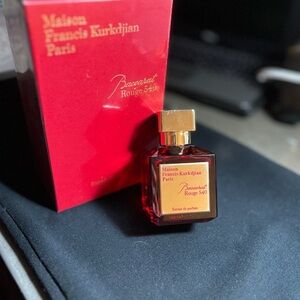 Maison
Francis Kurkdjian
Paris
Baccarat
Rouge 540
Maison
Francis Kurkdjian
Paris
Baccarat
Rouge 540
Extrait de parfum